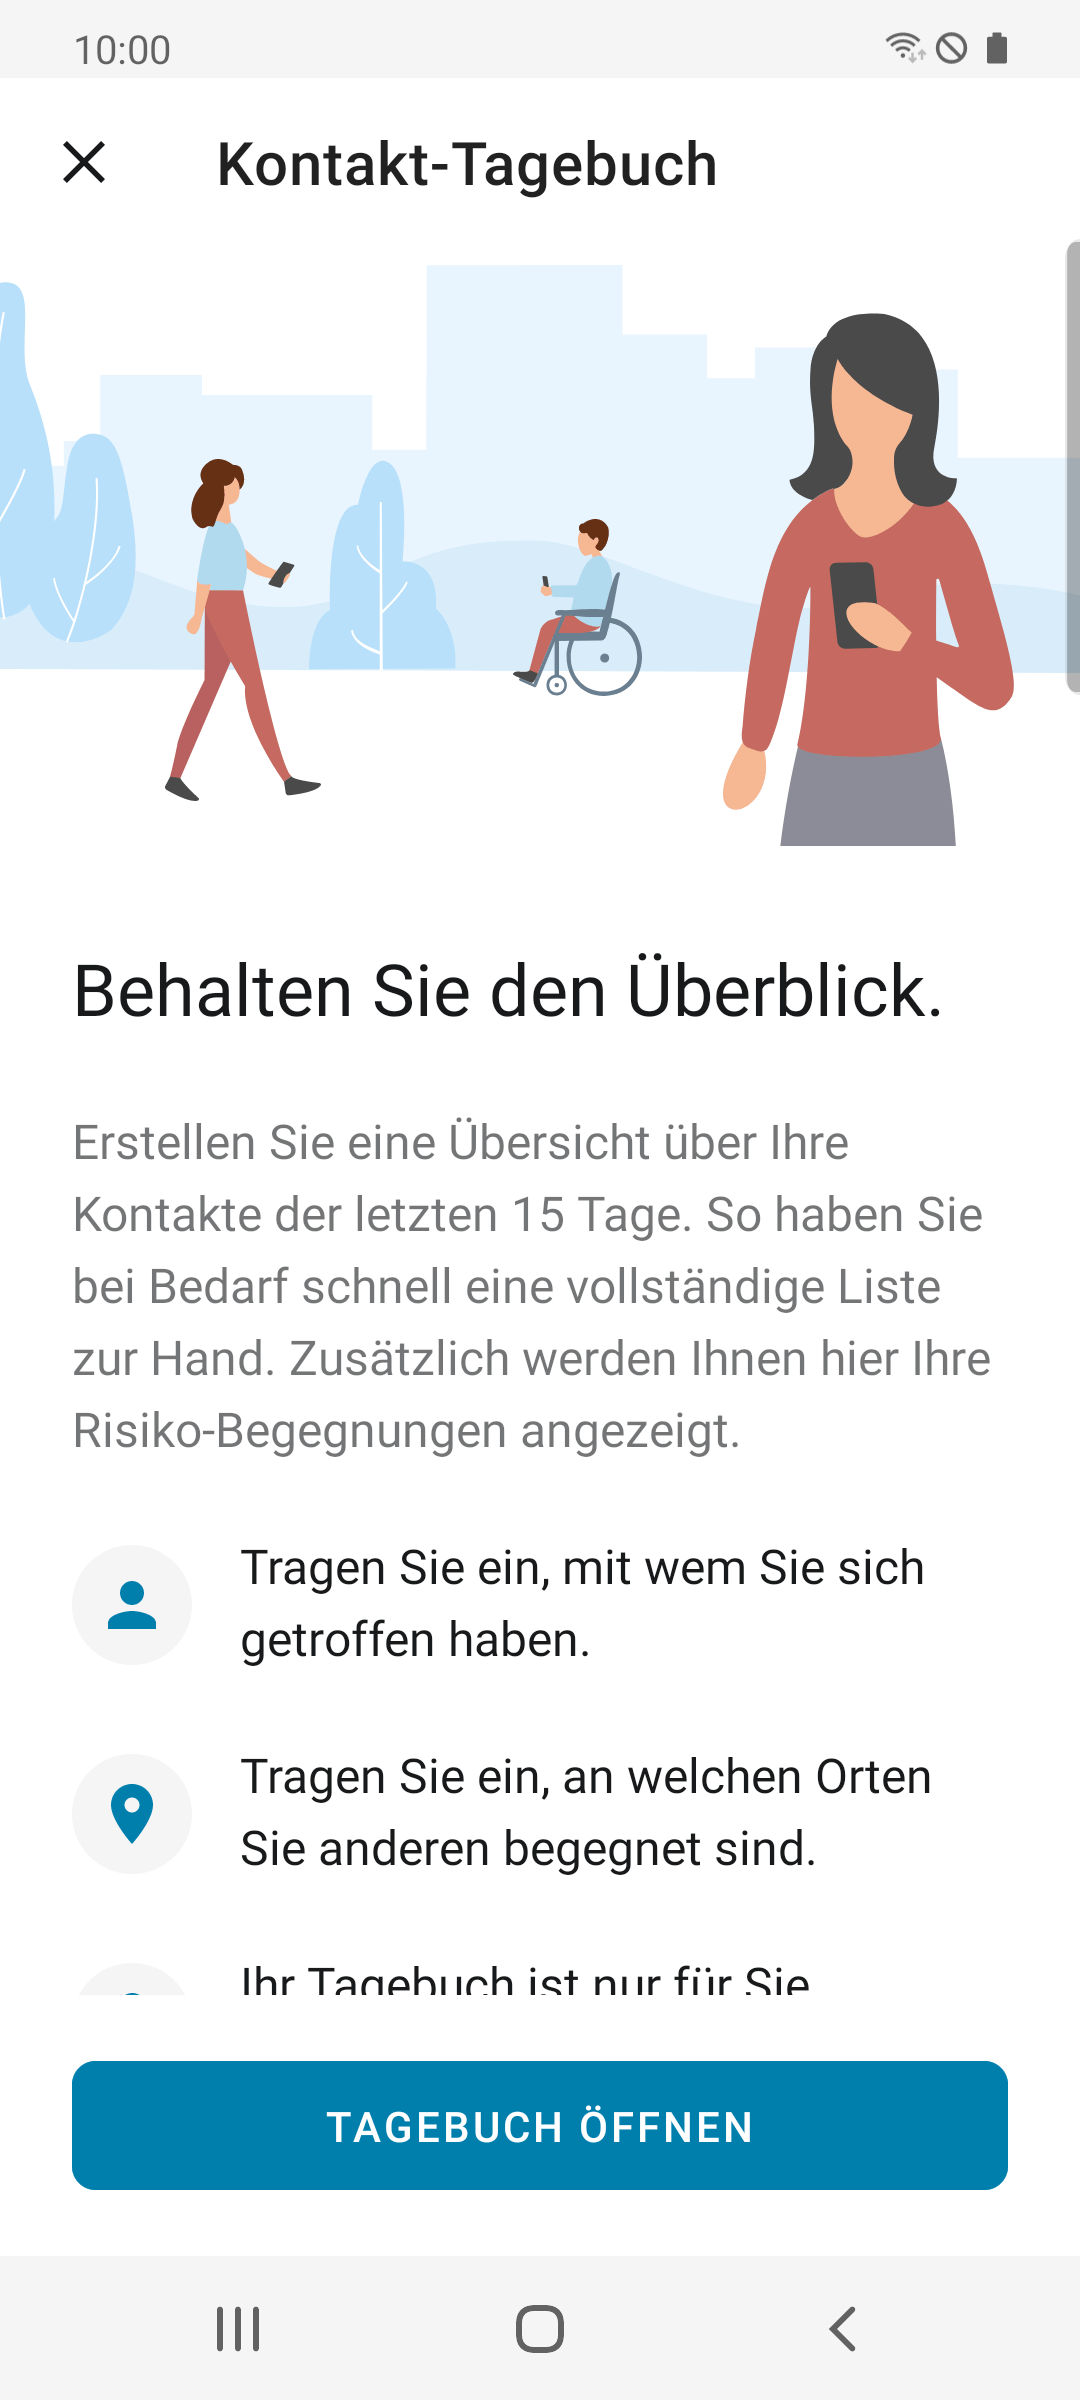 10:00
Kontakt-Tagebuch
Behalten Sie den Überblick.
Erstellen Sie eine Übersicht über Ihre
Kontakte der letzten 15 Tage. So haben Sie
bei Bedarf schnell eine vollständige Liste
zur Hand. Zusätzlich werden Ihnen hier Ihre
Risiko-Begegnungen angezeigt.
Tragen Sie ein, mit wem Sie sich
getroffen haben.
Tragen Sie ein, an welchen Orten
Sie anderen begegnet sind.
Ihr Tagebuch ist nur für Sie
TAGEBUCH ÖFFNEN